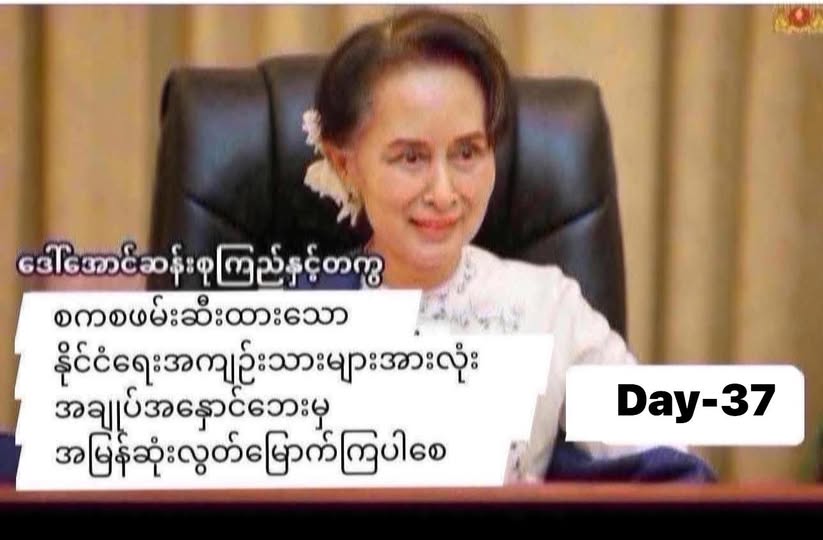 ဒေါ်အောင်ဆန်းစုကြည်နှင့်တကွ
စကစဖမ်းဆီးထားသော
နိုင်ငံရေးအကျဉ်းသားများအားလုံး
အချုပ်အနှောင်ဘေးမှ
အမြန်ဆုံးလွတ်မြောက်ကြပါစေ
Day-37